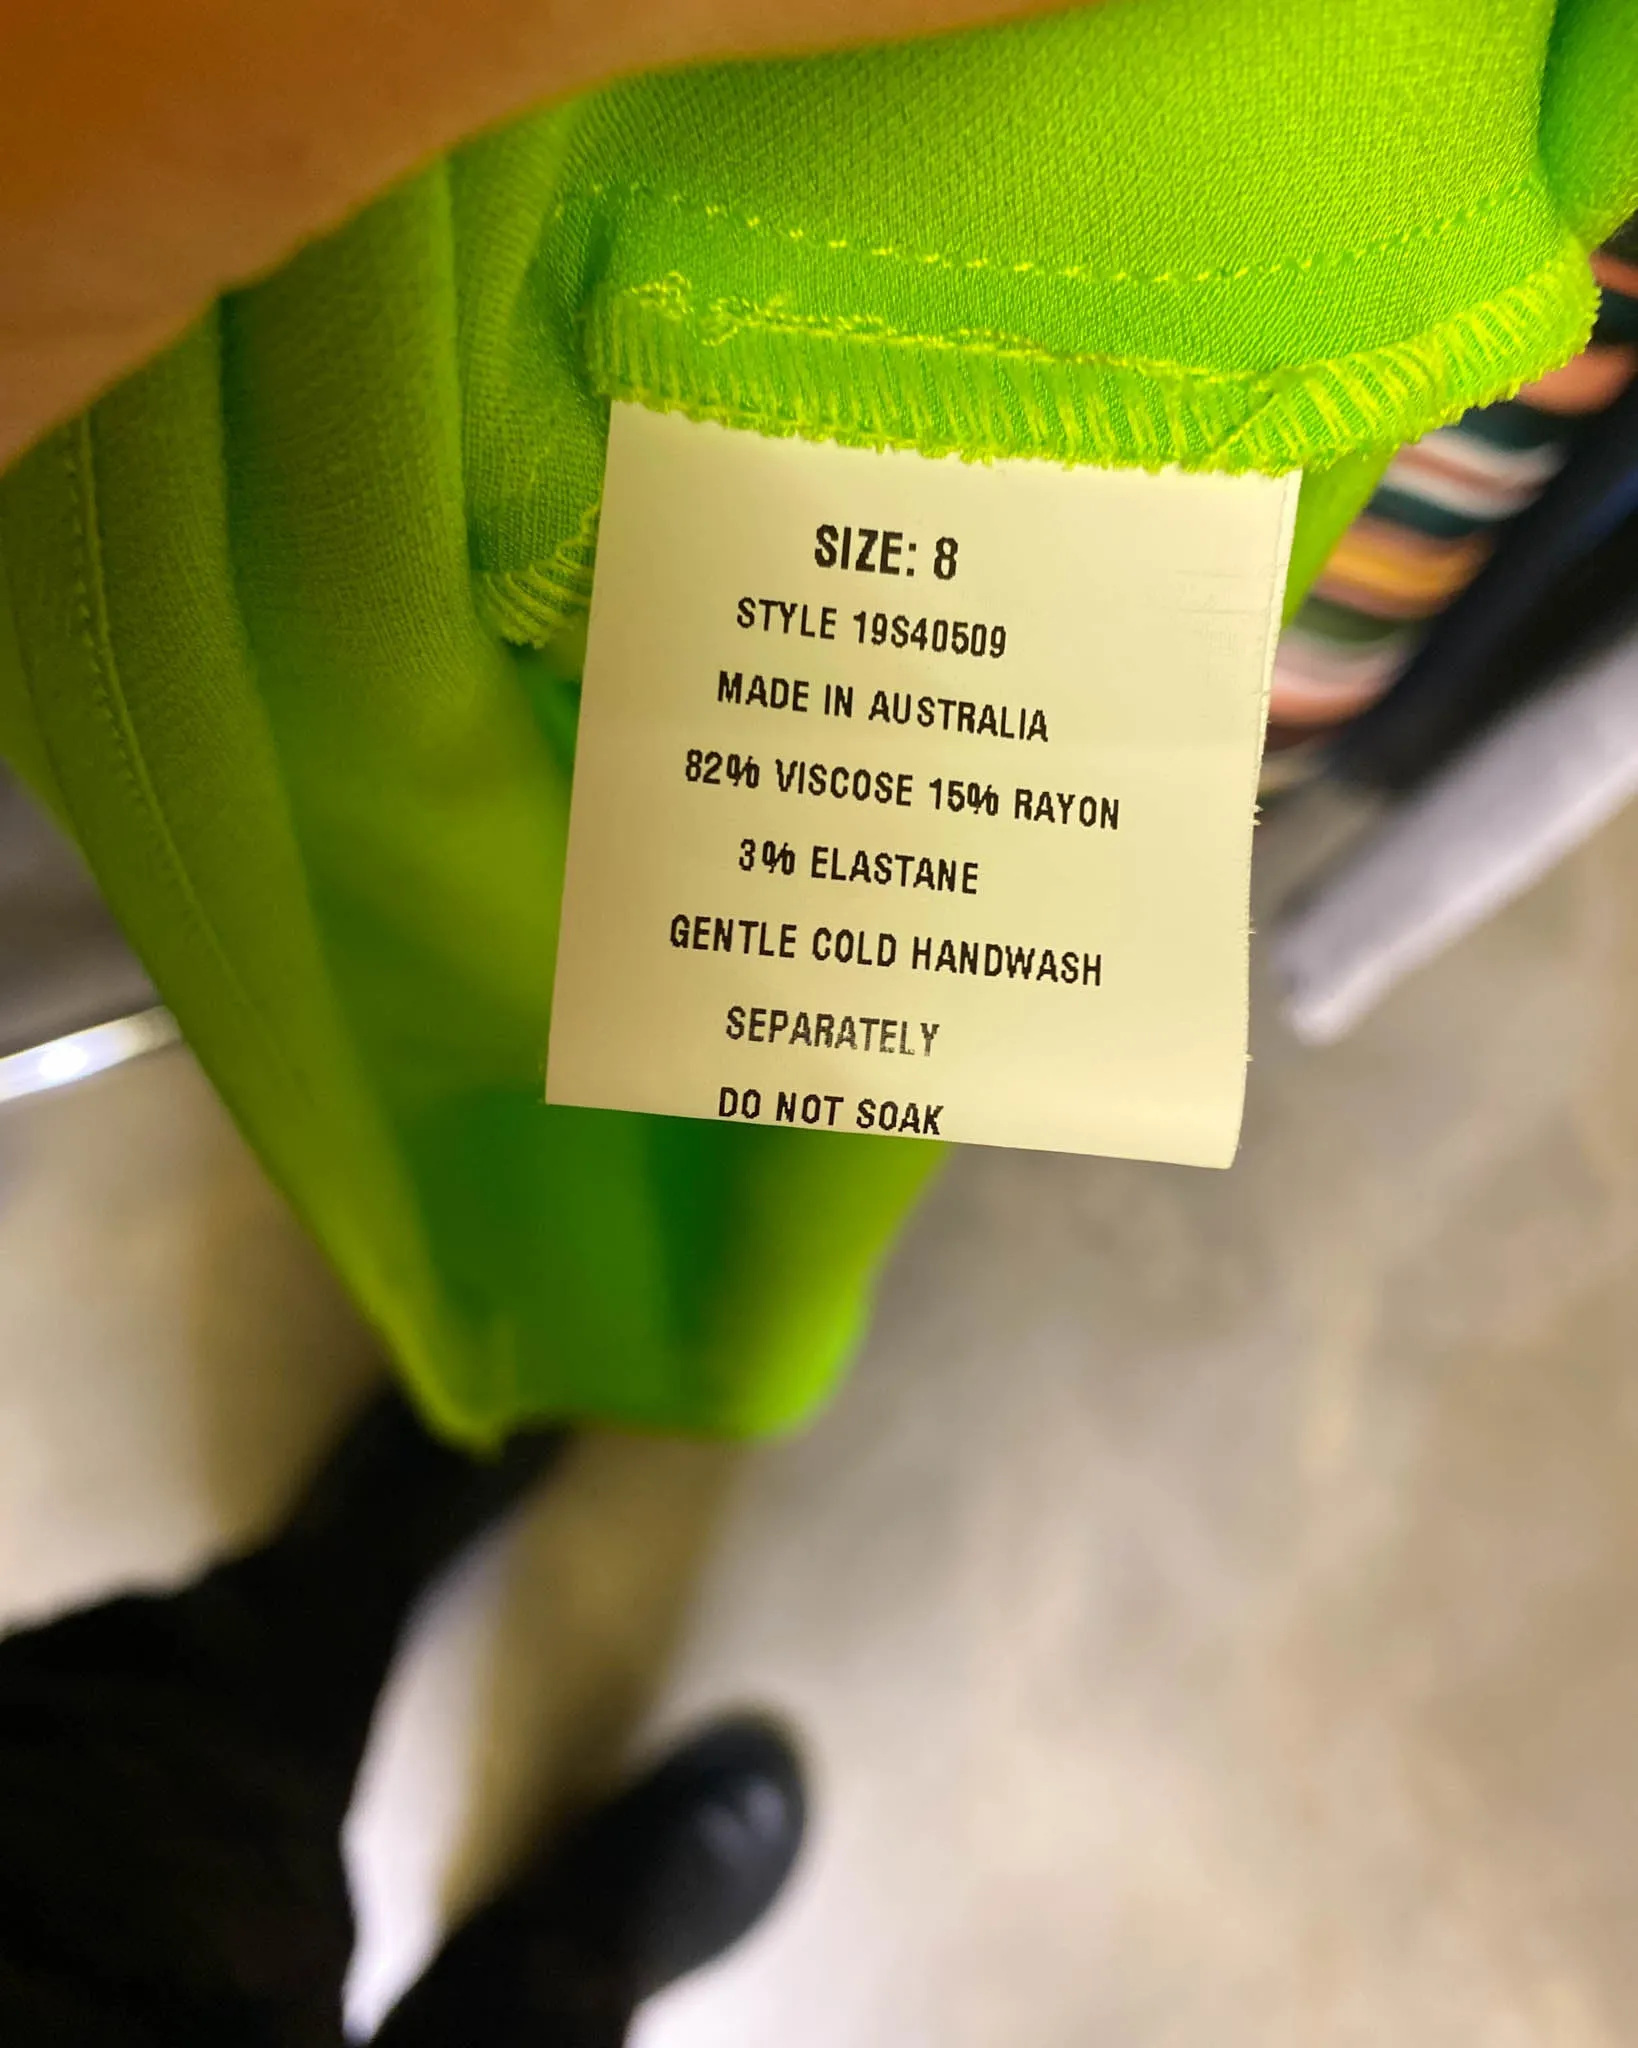 SIZE: 8
STYLE 19S40509
MADE IN AUSTRALIA
82% VISCOSE 15% RAYON
3% ELASTANE
GENTLE COLD HANDWASH
SEPARATELY
DO NOT SOAK